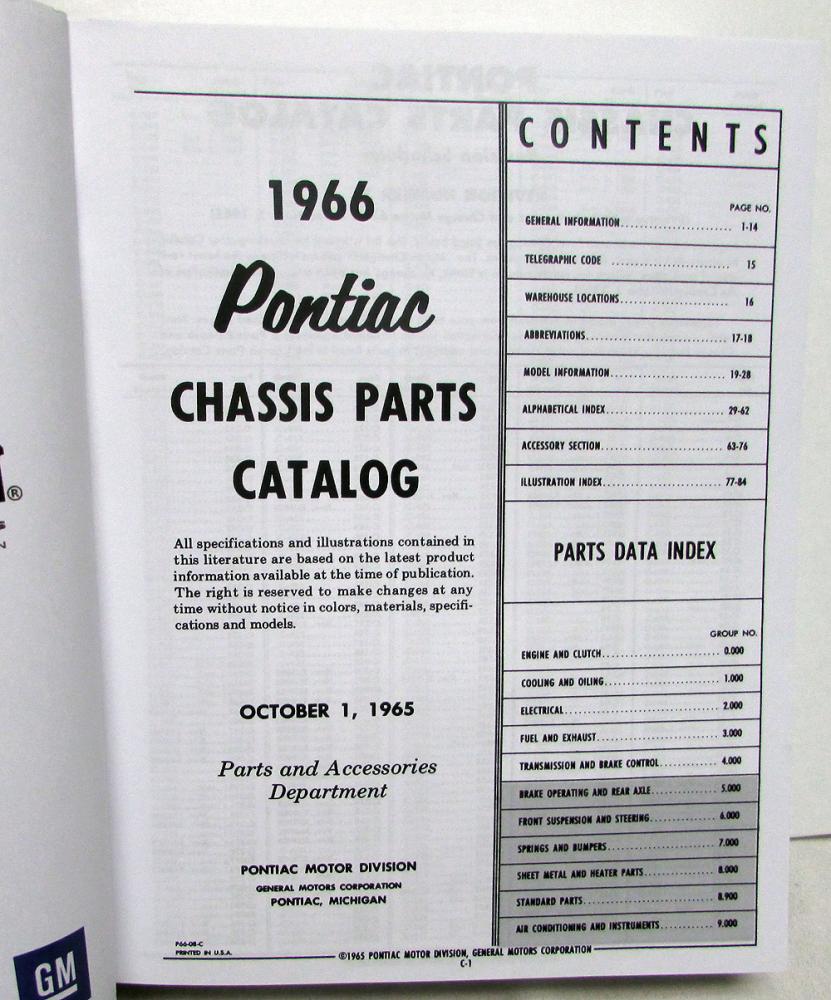 1966
Pontiac
CHASSIS PARTS
CATALOG
All specifications and illustrations contained in
this literature are based on the latest product
information available at the time of publication.
The right is reserved to make changes at any
time without notice in colors, materials, specifi-
cations and models.
OCTOBER 1, 1965
Parts and Accessories
Department
PONTIAC MOTOR DIVISION
GENERAL MOTORS CORPORATION
PONTIAC, MICHIGAN
P66-08-C
PRINTED IN U.S.A.
CONTENTS
PAGE NO.
GENERAL INFORMATION 1-14
TELEGRAPHIC CODE 15
WAREHOUSE LOCATIONS 16
ABBREVIATIONS 17-18
MODEL INFORMATION 19-28
ALPHABETICAL INDEX 29-62
ACCESSORY SECTION 63-76
ILLUSTRATION INDEX 77-84
PARTS DATA INDEX
GROUP NO.
ENGINE AND CLUTCH 0.000
COOLING AND OILING 1.000
ELECTRICAL 2.000
FUEL AND EXHAUST 3.000
TRANSMISSION AND BRAKE CONTROL 4.000
BRAKE OPERATING AND REAR AXLE 5.000
FRONT SUSPENSION AND STEERING 6.000
SPRINGS AND BUMPERS 7.000
SHEET METAL AND HEATER PARTS 8.000
STANDARD PARTS 8.900
AIR CONDITIONING AND INSTRUMENTS 9.000
©1965 PONTIAC MOTOR DIVISION, GENERAL MOTORS CORPORATION
C-1
®
GM